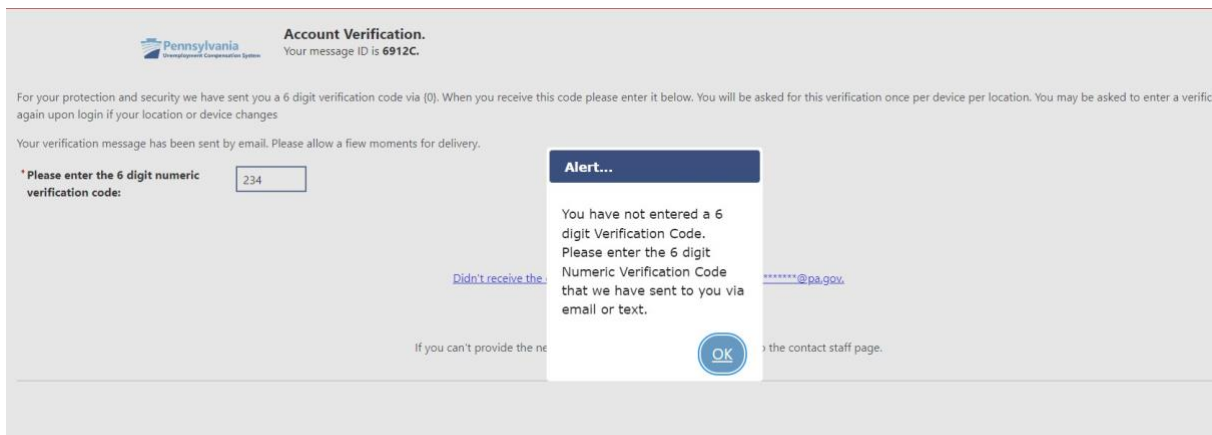 Pennsylvania
Unemployment Compensation System
Account Verification.
Your message ID is 6912C.
For your protection and security we have sent you a 6 digit verification code via (0). When you receive this code please enter it below. You will be asked for this verification once per device per location. You may be asked to enter a verific
again upon login if your location or device changes
Your verification message has been sent by email. Please allow a fiew moments for delivery.
*Please enter the 6 digit numeric
verification code:
234
Alert...
You have not entered a 6
digit Verification Code.
Please enter the 6 digit
Numeric Verification Code
that we have sent to you via
email or text.
OK
Didn't receive the
*******@pa.gov.
If you can't provide the ne
the contact staff page.